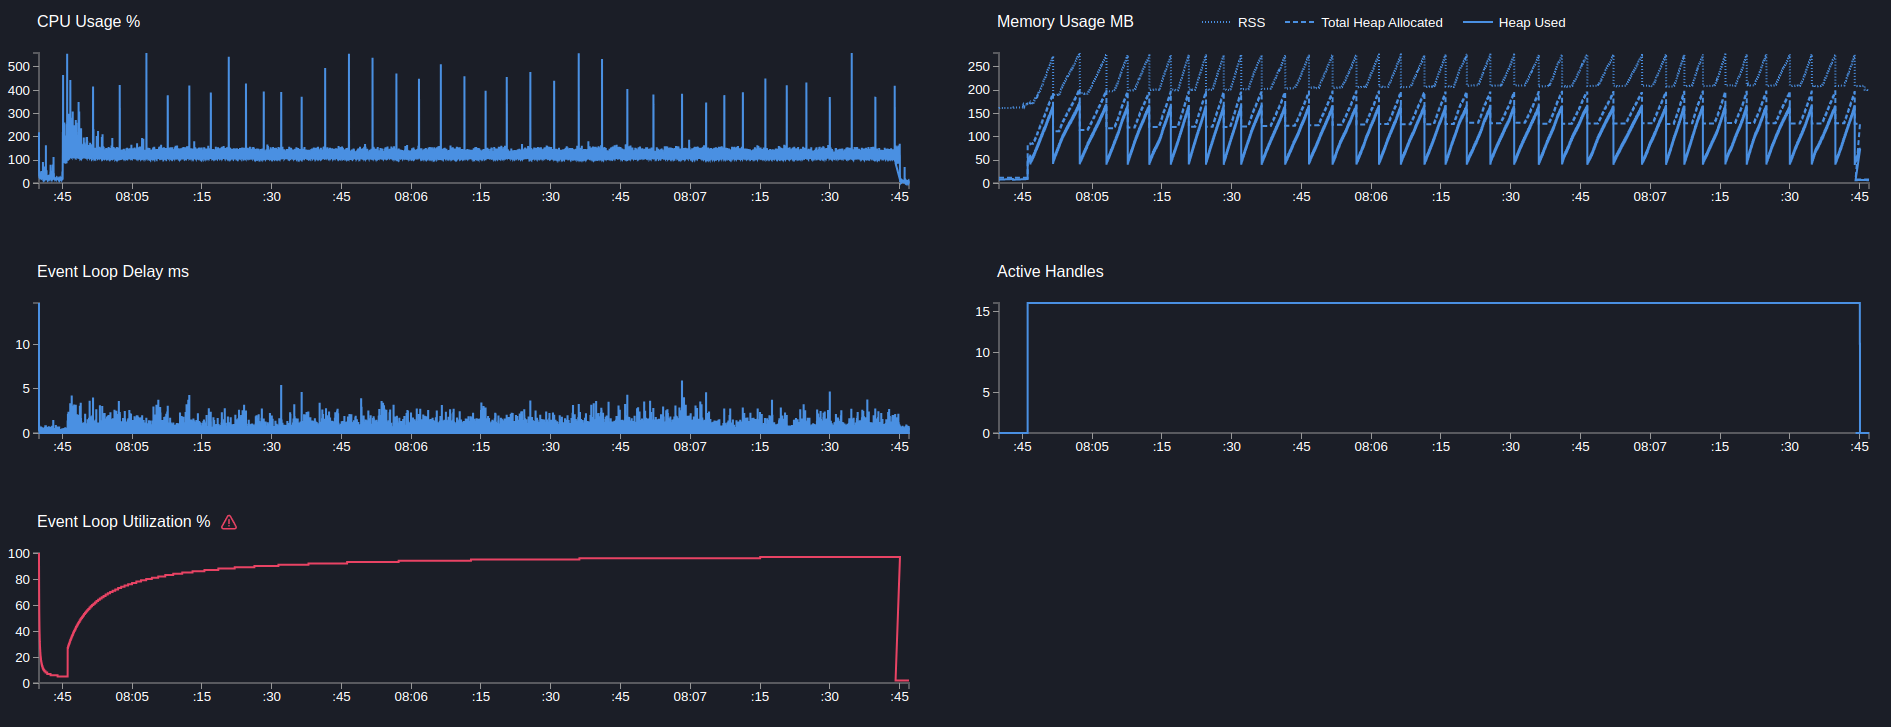 CPU Usage %
500
400
300
200
100
0
:45 08:05 :15 :30 :45 08:06 :15 :30 :45 08:07 :15 :30 :45
Memory Usage MB RSS Total Heap Allocated Heap Used
250
200
150
100
50
0
:45 08:05 :15 :30 :45 08:06 :15 :30 :45 08:07 :15 :30 :45
Event Loop Delay ms
10
5
0
:45 08:05 :15 :30 :45 08:06 :15 :30 :45 08:07 :15 :30 :45
Active Handles
15
10
5
0
:45 08:05 :15 :30 :45 08:06 :15 :30 :45 08:07 :15 :30 :45
Event Loop Utilization %
100
80
60
40
20
0
:45 08:05 :15 :30 :45 08:06 :15 :30 :45 08:07 :15 :30 :45